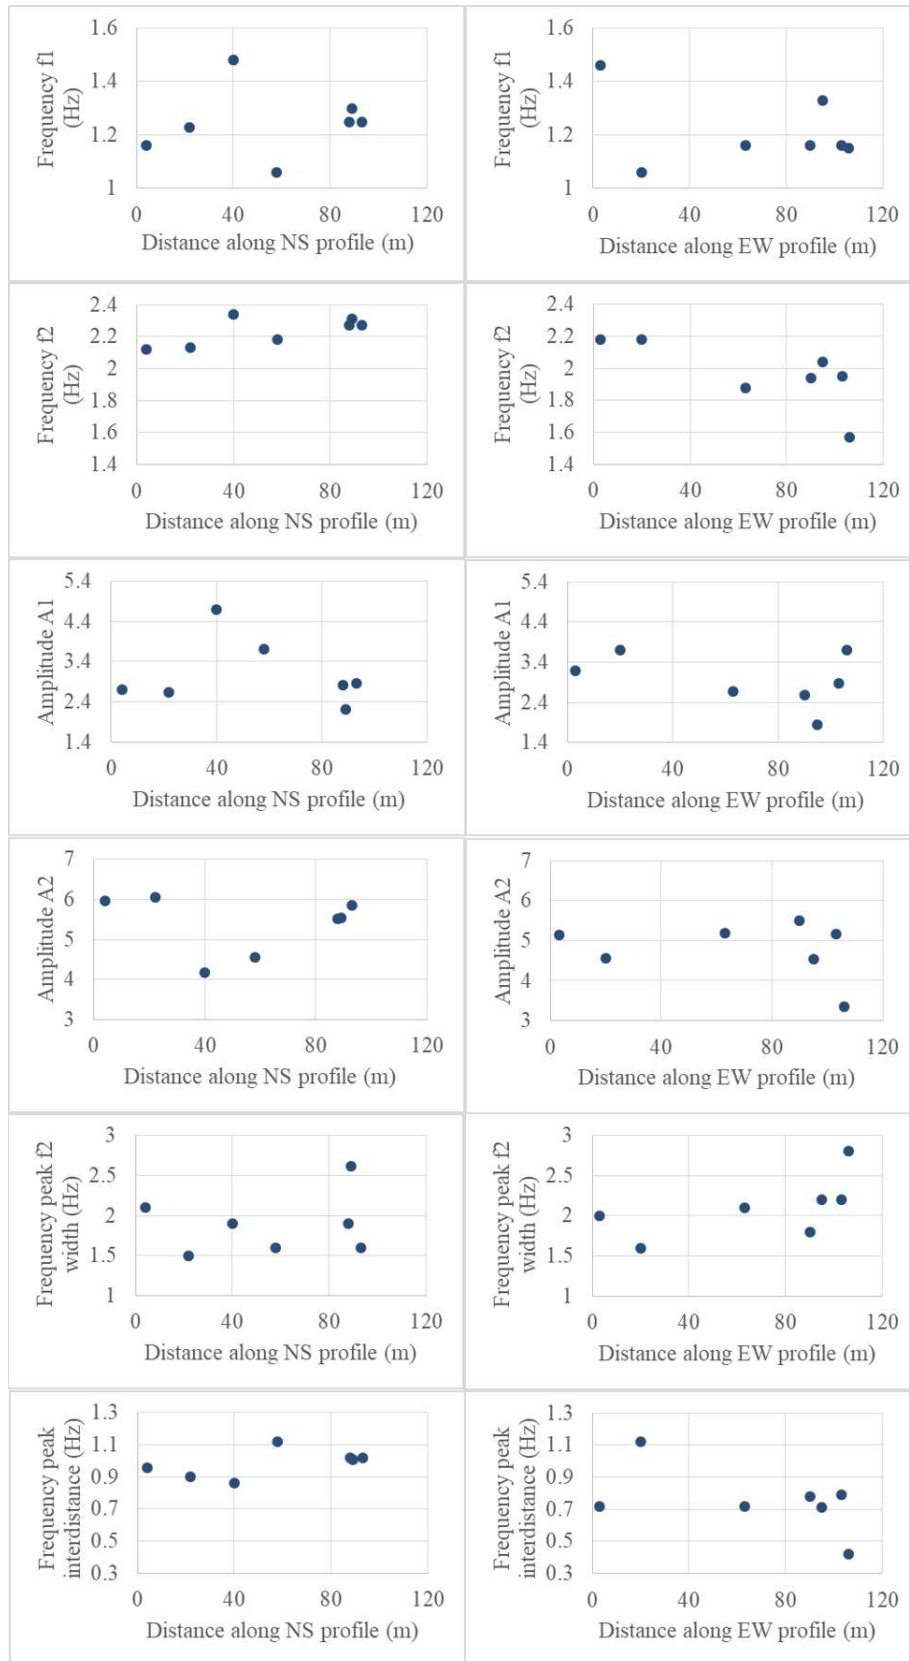 Frequency f1
(Hz)
1.6
1.4
1.2
1
0 40 80 120
Distance along NS profile (m)
Frequency f1
(Hz)
1.6
1.4
1.2
1
0 40 80 120
Distance along EW profile (m)
Frequency f2
(Hz)
2.4
2.2
2
1.8
1.6
1.4
0 40 80 120
Distance along NS profile (m)
Frequency f2
(Hz)
2.4
2.2
2
1.8
1.6
1.4
0 40 80 120
Distance along EW profile (m)
Amplitude A1
5.4
4.4
3.4
2.4
1.4
0 40 80 120
Distance along NS profile (m)
Amplitude A1
5.4
4.4
3.4
2.4
1.4
0 40 80 120
Distance along EW profile (m)
Amplitude A2
7
6
5
4
3
0 40 80 120
Distance along NS profile (m)
Amplitude A2
7
6
5
4
3
0 40 80 120
Distance along EW profile (m)
Frequency peak f2
width (Hz)
3
2.5
2
1.5
1
0 40 80 120
Distance along NS profile (m)
Frequency peak f2
width (Hz)
3
2.5
2
1.5
1
0 40 80 120
Distance along EW profile (m)
Frequency peak
interdistance (Hz)
1.3
1.1
0.9
0.7
0.5
0.3
0 40 80 120
Distance along NS profile (m)
Frequency peak
interdistance (Hz)
1.3
1.1
0.9
0.7
0.5
0.3
0 40 80 120
Distance along EW profile (m)